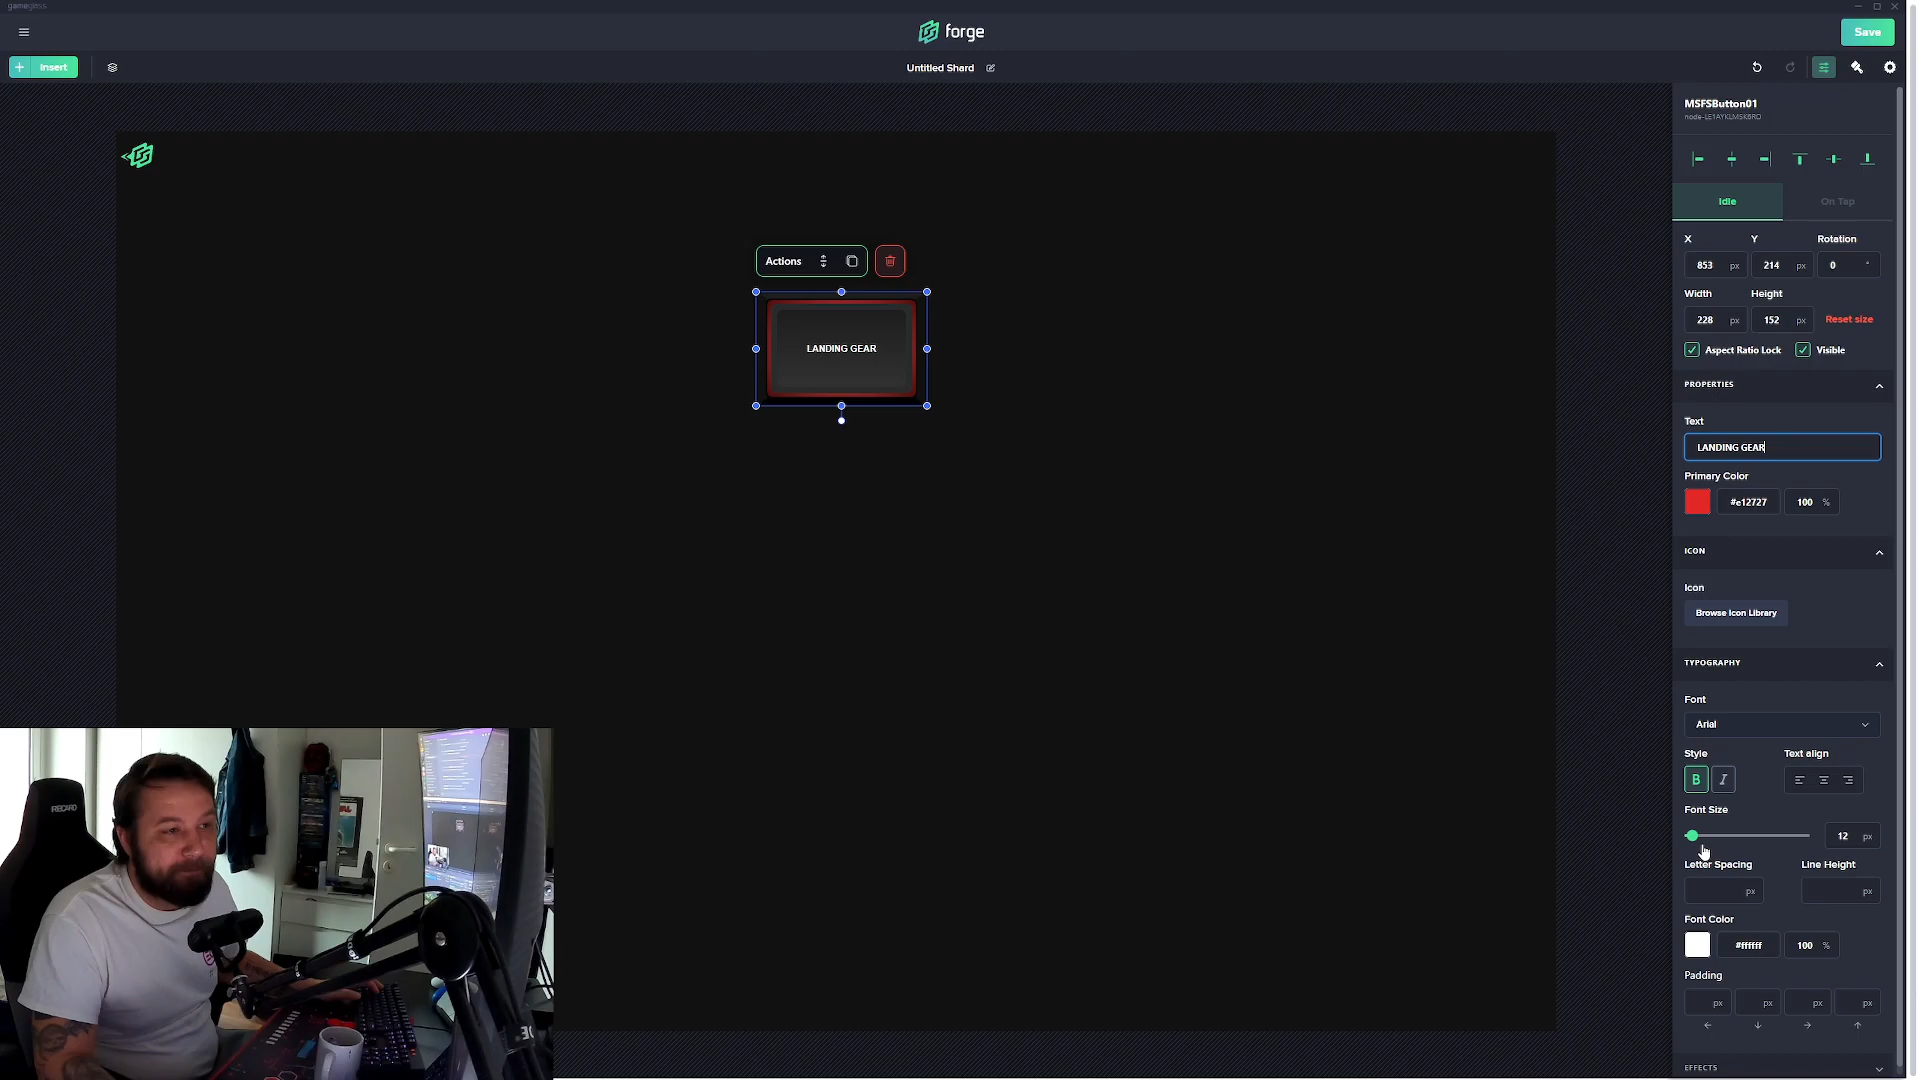 gameglass
forge
Save
Insert
Untitled Shard
MSFSButton01
Idle
On Tap
X
Y
Rotation
853 px
214 px
0 °
Width
Height
228 px
152 px
Reset size
Aspect Ratio Lock
Visible
PROPERTIES
Text
LANDING GEAR
Primary Color
#e12727
100 %
ICON
Icon
Browse Icon Library
TYPOGRAPHY
Font
Arial
Style
Text align
B
I
Font Size
12 px
Letter Spacing
Line Height
px
px
Font Color
#ffffff
100 %
Padding
px
px
px
px
EFFECTS
Actions
LANDING GEAR
RECARO